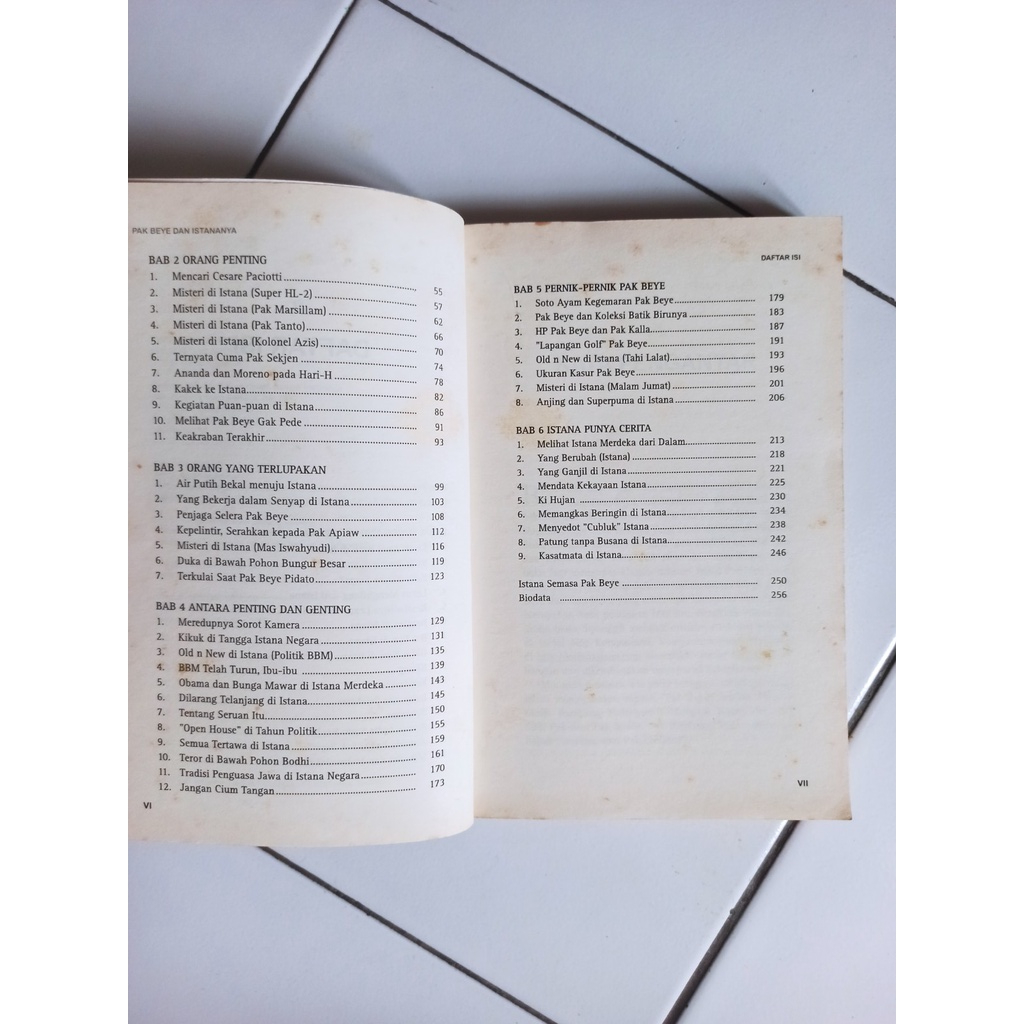 PAK BEYE DAN ISTANANYA
BAB 2 ORANG PENTING
1. Mencari Cesare Paciotti 55
2. Misteri di Istana (Super HL-2) 57
3. Misteri di Istana (Pak Marsillam) 62
4. Misteri di Istana (Pak Tanto) 66
5. Misteri di Istana (Kolonel Azis) 70
6. Ternyata Cuma Pak Sekjen 74
7. Ananda dan Moreno pada Hari-H 78
8. Kakek ke Istana 82
9. Kegiatan Puan-puan di Istana 86
10. Melihat Pak Beye Gak Pede 91
11. Keakraban Terakhir 93
BAB 3 ORANG YANG TERLUPAKAN
1. Air Putih Bekal menuju Istana 99
2. Yang Bekerja dalam Senyap di Istana 103
3. Penjaga Selera Pak Beye 108
4. Kepelintir, Serahkan kepada Pak Apiaw 112
5. Misteri di Istana (Mas Iswahyudi) 116
6. Duka di Bawah Pohon Bungur Besar 119
7. Terkulai Saat Pak Beye Pidato 123
BAB 4 ANTARA PENTING DAN GENTING
1. Meredupnya Sorot Kamera 129
2. Kikuk di Tangga Istana Negara 131
3. Old n New di Istana (Politik BBM) 135
4. BBM Telah Turun, Ibu-ibu 139
5. Obama dan Bunga Mawar di Istana Merdeka 143
6. Dilarang Telanjang di Istana 145
7. Tentang Seruan Itu 150
8. "Open House" di Tahun Politik 155
9. Semua Tertawa di Istana 159
10. Teror di Bawah Pohon Bodhi 161
11. Tradisi Penguasa Jawa di Istana Negara 170
12. Jangan Cium Tangan 173
VI
DAFTAR ISI
BAB 5 PERNIK-PERNIK PAK BEYE
1. Soto Ayam Kegemaran Pak Beye 179
2. Pak Beye dan Koleksi Batik Birunya 183
3. HP Pak Beye dan Pak Kalla 187
4. "Lapangan Golf" Pak Beye 191
5. Old n New di Istana (Tahi Lalat) 193
6. Ukuran Kasur Pak Beye 196
7. Misteri di Istana (Malam Jumat) 201
8. Anjing dan Superpuma di Istana 206
BAB 6 ISTANA PUNYA CERITA
1. Melihat Istana Merdeka dari Dalam 213
2. Yang Berubah (Istana) 218
3. Yang Ganjil di Istana 221
4. Mendata Kekayaan Istana 225
5. Ki Hujan 230
6. Memangkas Beringin di Istana 234
7. Menyedot "Cubluk" Istana 238
8. Patung tanpa Busana di Istana 242
9. Kasatmata di Istana 246
Istana Semasa Pak Beye 250
Biodata 256
VII